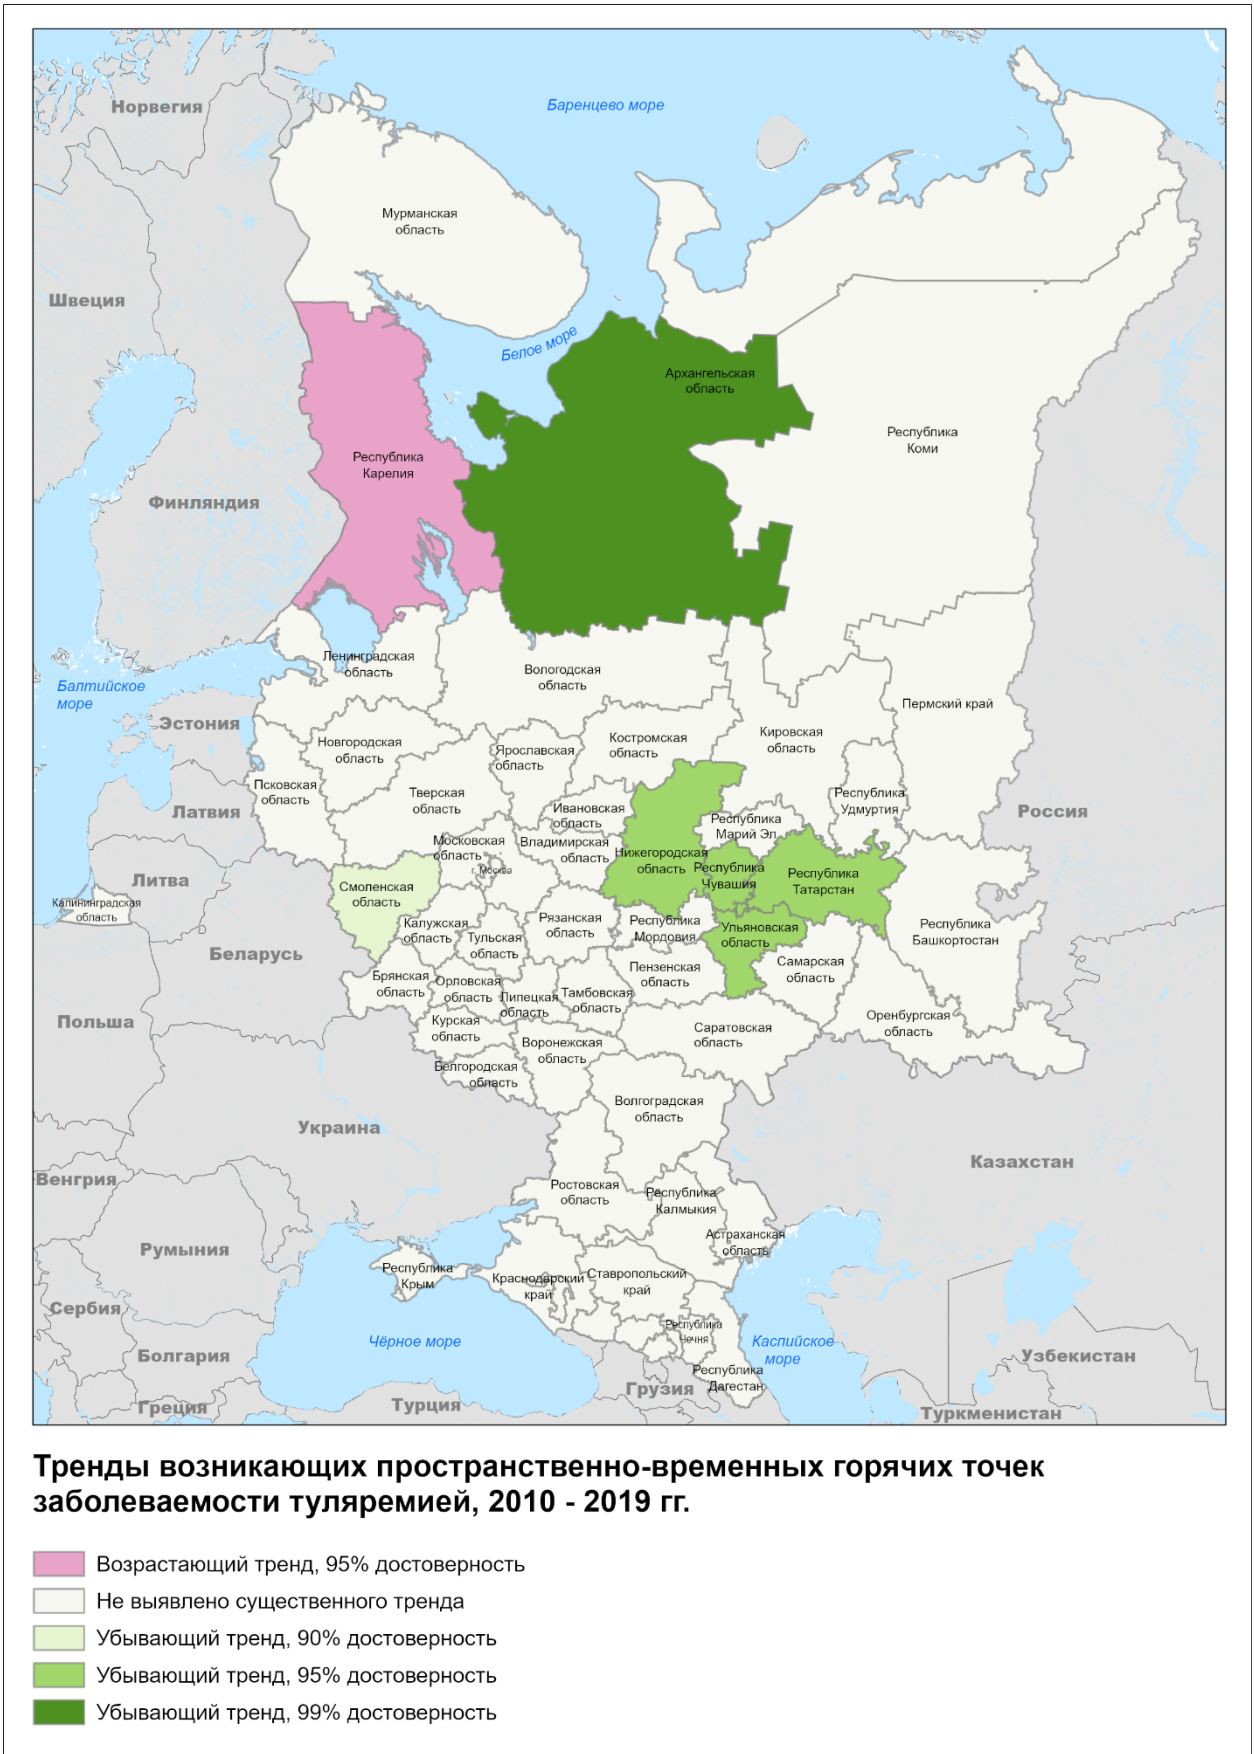 Норвегия
Баренцево море
Мурманская
область
Швеция
Белое море
Архангельская
область
Республика
Коми
Республика
Карелия
Финляндия
Ленинградская
область
Вологодская
область
Балтийское
море
Пермский край
Эстония
Новгородская
область
Ярославская
область
Костромская
область
Кировская
область
Псковская
область
Тверская
область
Республика
Удмуртия
Латвия
Ивановская
область
Республика
Марий Эл
Россия
Московская
область
г. Москва
Владимирская
область
Нижегородская
область
Республика
Чувашия
Республика
Татарстан
Литва
Смоленская
область
Калининградская
область
Калужская
область
Тульская
область
Рязанская
область
Республика
Мордовия
Ульяновская
область
Республика
Башкортостан
Беларусь
Брянская
область
Орловская
область
Липецкая
область
Тамбовская
область
Пензенская
область
Самарская
область
Польша
Курская
область
Воронежская
область
Саратовская
область
Оренбургская
область
Белгородская
область
Волгоградская
область
Украина
Казахстан
Венгрия
Ростовская
область
Республика
Калмыкия
Румыния
Астраханская
область
Республика
Крым
Краснодарский
край
Ставропольский
край
Сербия
Республика
Чечня
Чёрное море
Каспийское
море
Болгария
Узбекистан
Республика
Дагестан
Грузия
Греция
Турция
Туркменистан
Тренды возникающих пространственно-временных горячих точек
заболеваемости туляремией, 2010 - 2019 гг.
Возрастающий тренд, 95% достоверность
Не выявлено существенного тренда
Убывающий тренд, 90% достоверность
Убывающий тренд, 95% достоверность
Убывающий тренд, 99% достоверность